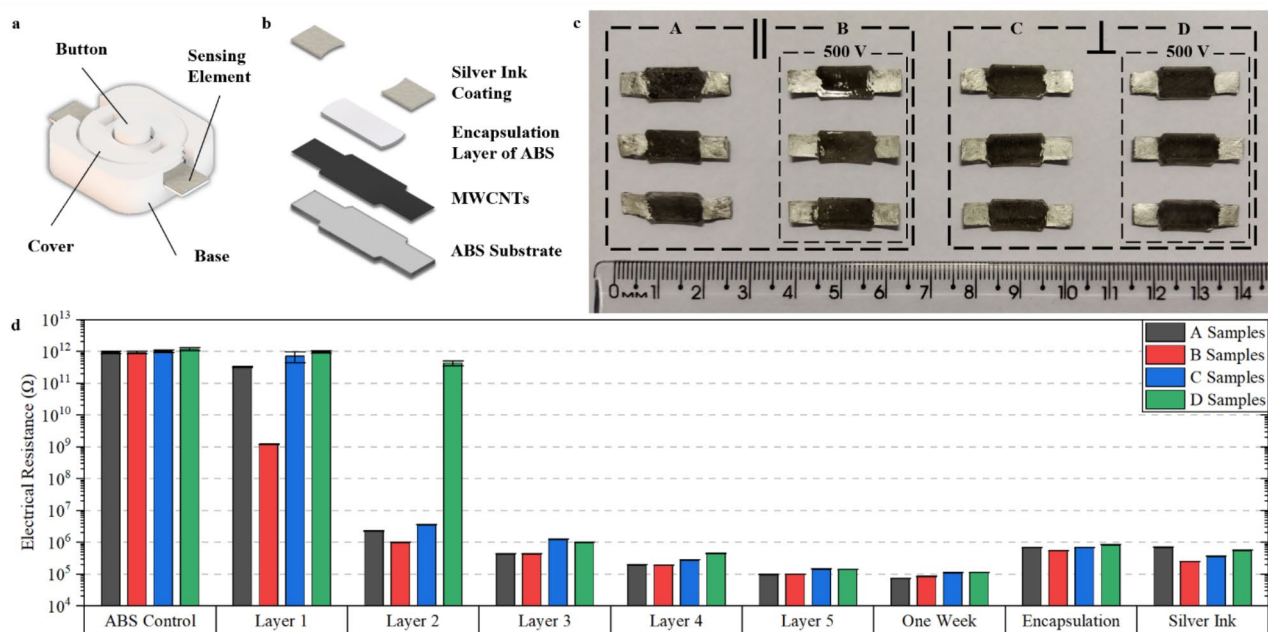 a
Button
Sensing
Element
Cover
Base
b
Silver Ink
Coating
Encapsulation
Layer of ABS
MWCNTs
ABS Substrate
c
A || B
500 V
C ⊥ D
500 V
0 MM 1 2 3 4 5 6 7 8 9 10 11 12 13 14
d
Electrical Resistance (Ω)
10¹³
10¹²
10¹¹
10¹⁰
10⁹
10⁸
10⁷
10⁶
10⁵
10⁴
A Samples
B Samples
C Samples
D Samples
ABS Control Layer 1 Layer 2 Layer 3 Layer 4 Layer 5 One Week Encapsulation Silver Ink